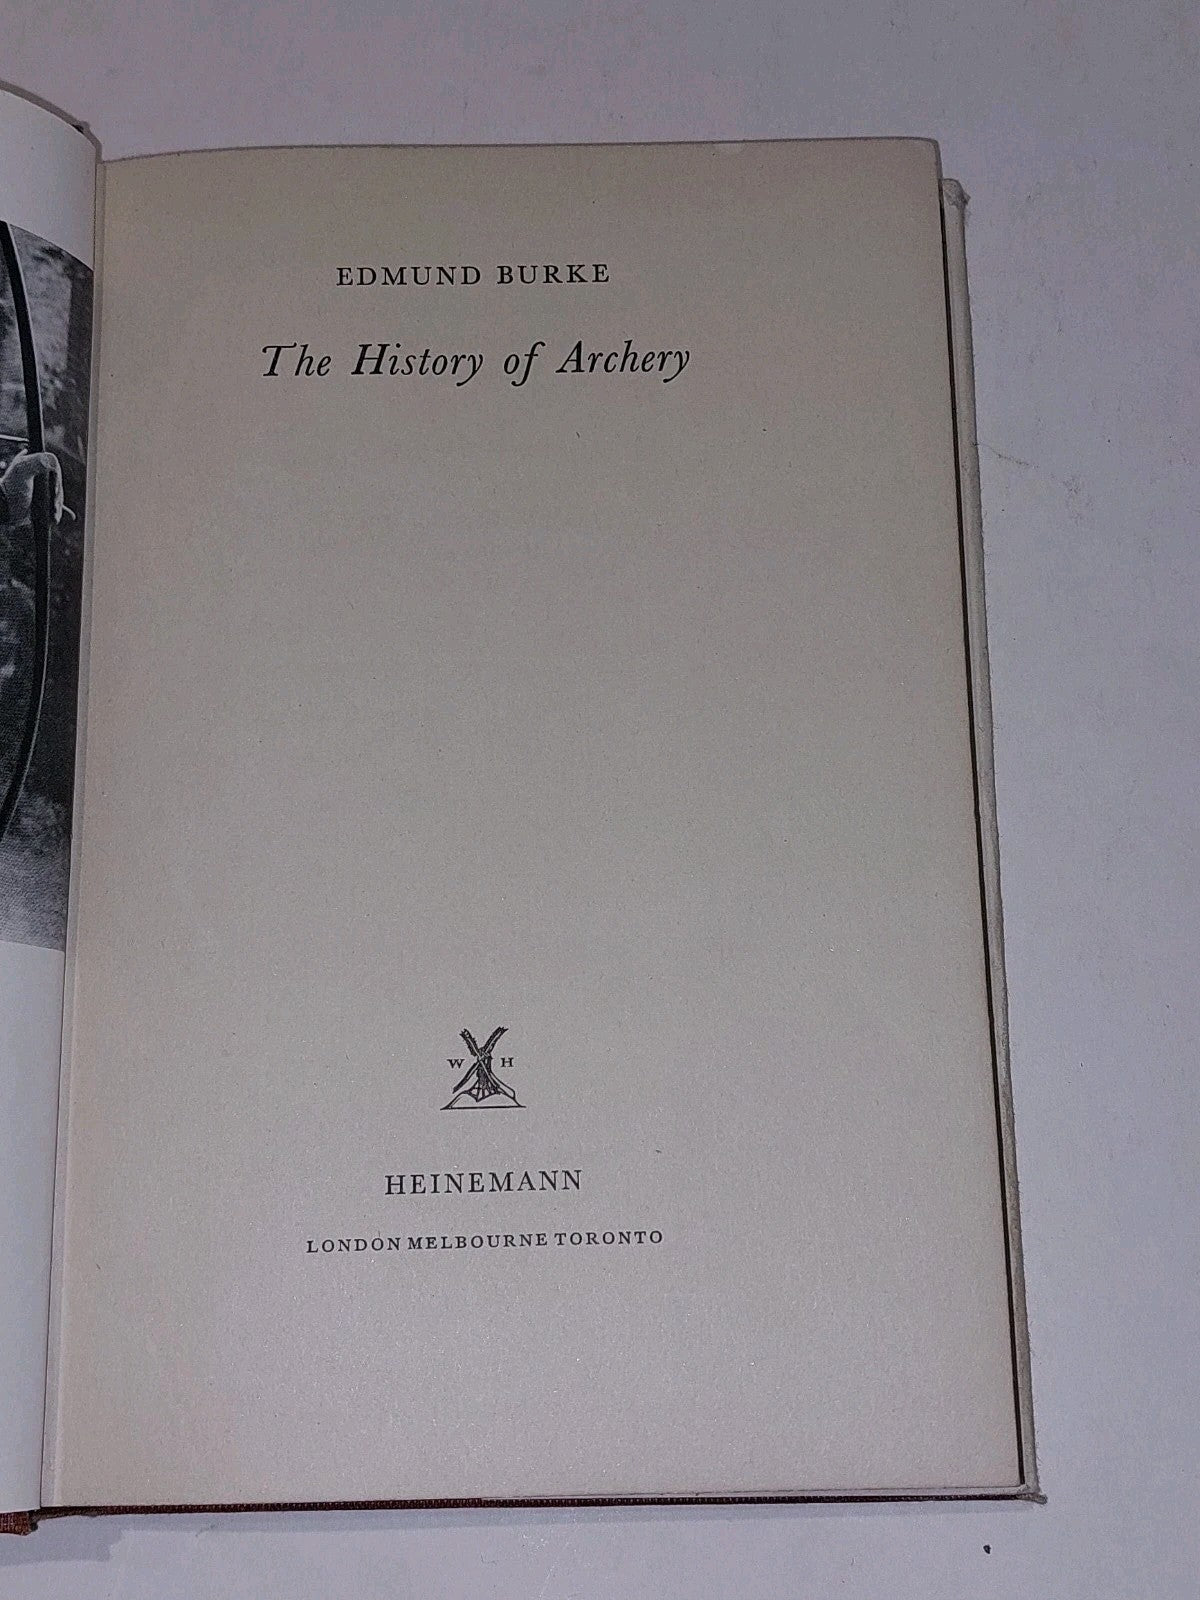 EDMUND BURKE
The History of Archery
W H
HEINEMANN
LONDON MELBOURNE TORONTO